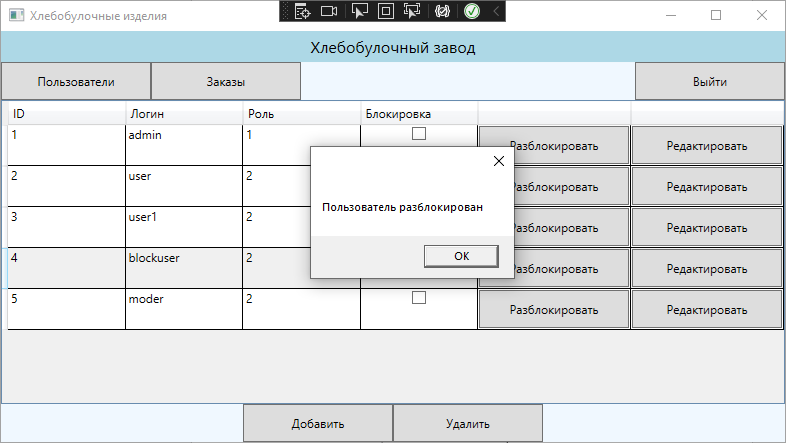 Хлебобулочные изделия
Хлебобулочный завод
Пользователи Заказы Выйти
ID Логин Роль Блокировка
1 admin 1 Разблокировать Редактировать
2 user 2 Разблокировать Редактировать
3 user1 2 Разблокировать Редактировать
4 blockuser 2 Разблокировать Редактировать
5 moder 2 Разблокировать Редактировать
Пользователь разблокирован
OK
Добавить Удалить